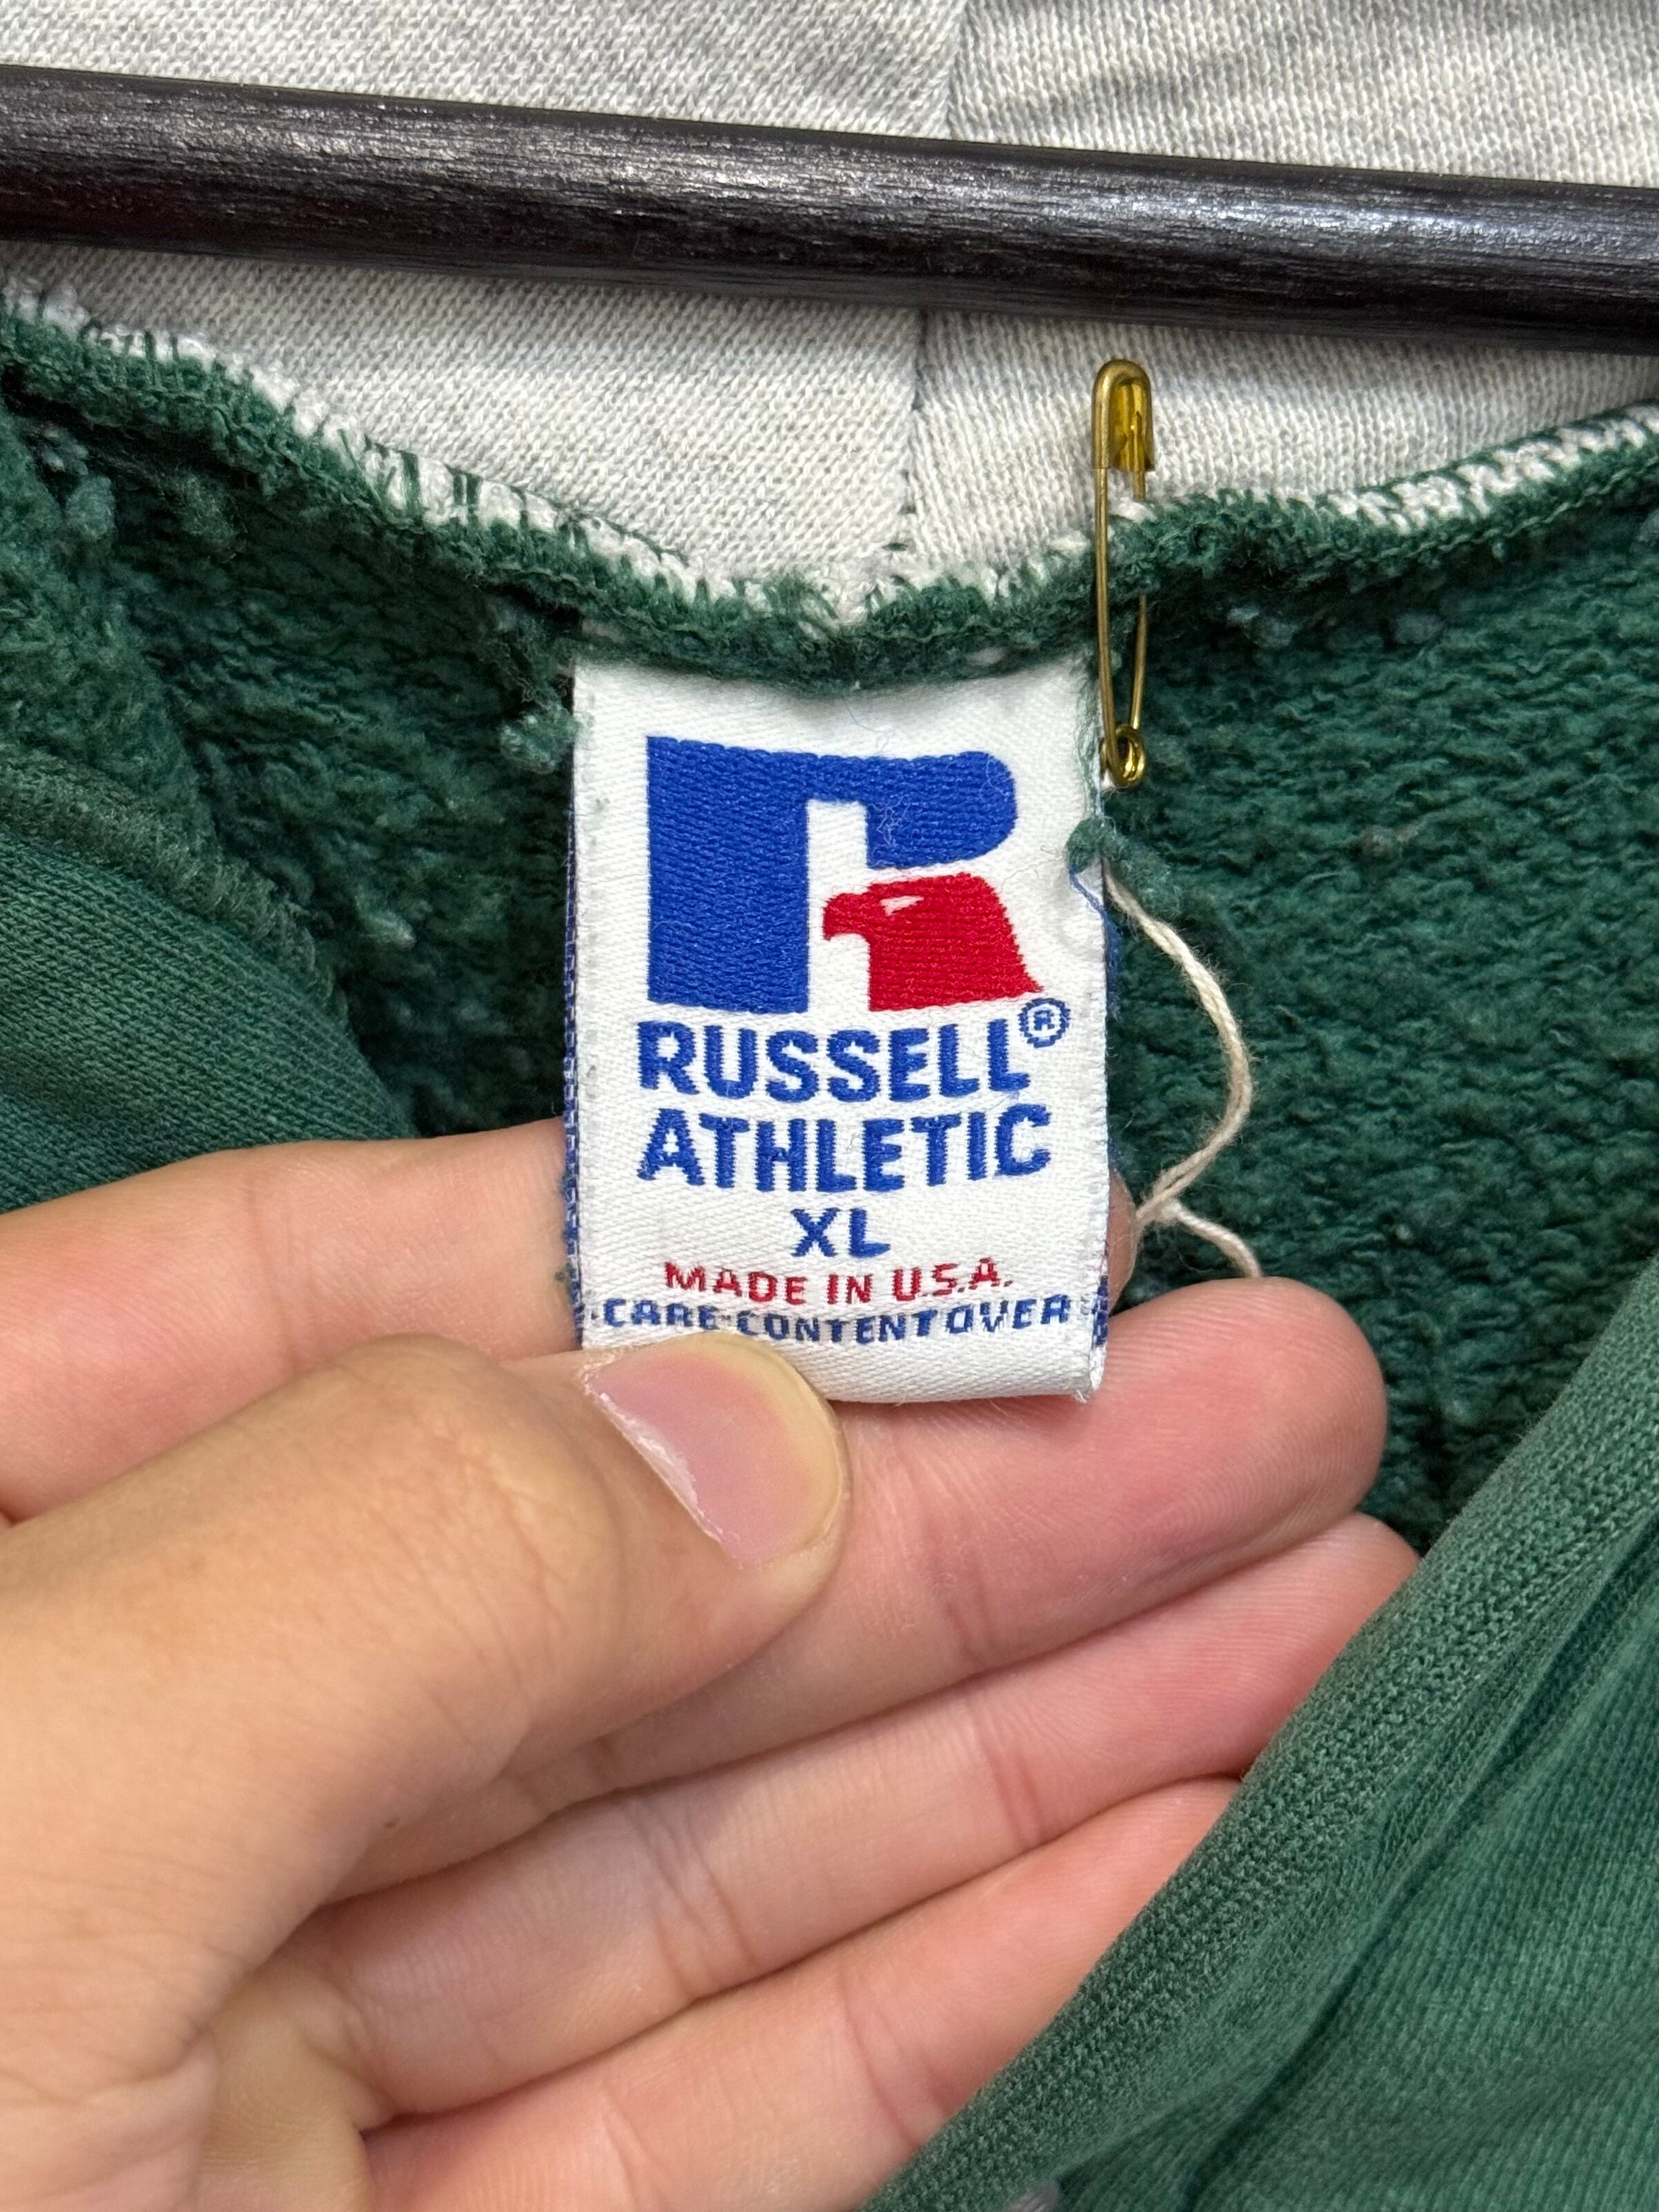 RUSSELL®
ATHLETIC
XL
MADE IN U.S.A.
CARE·CONTENT OVER